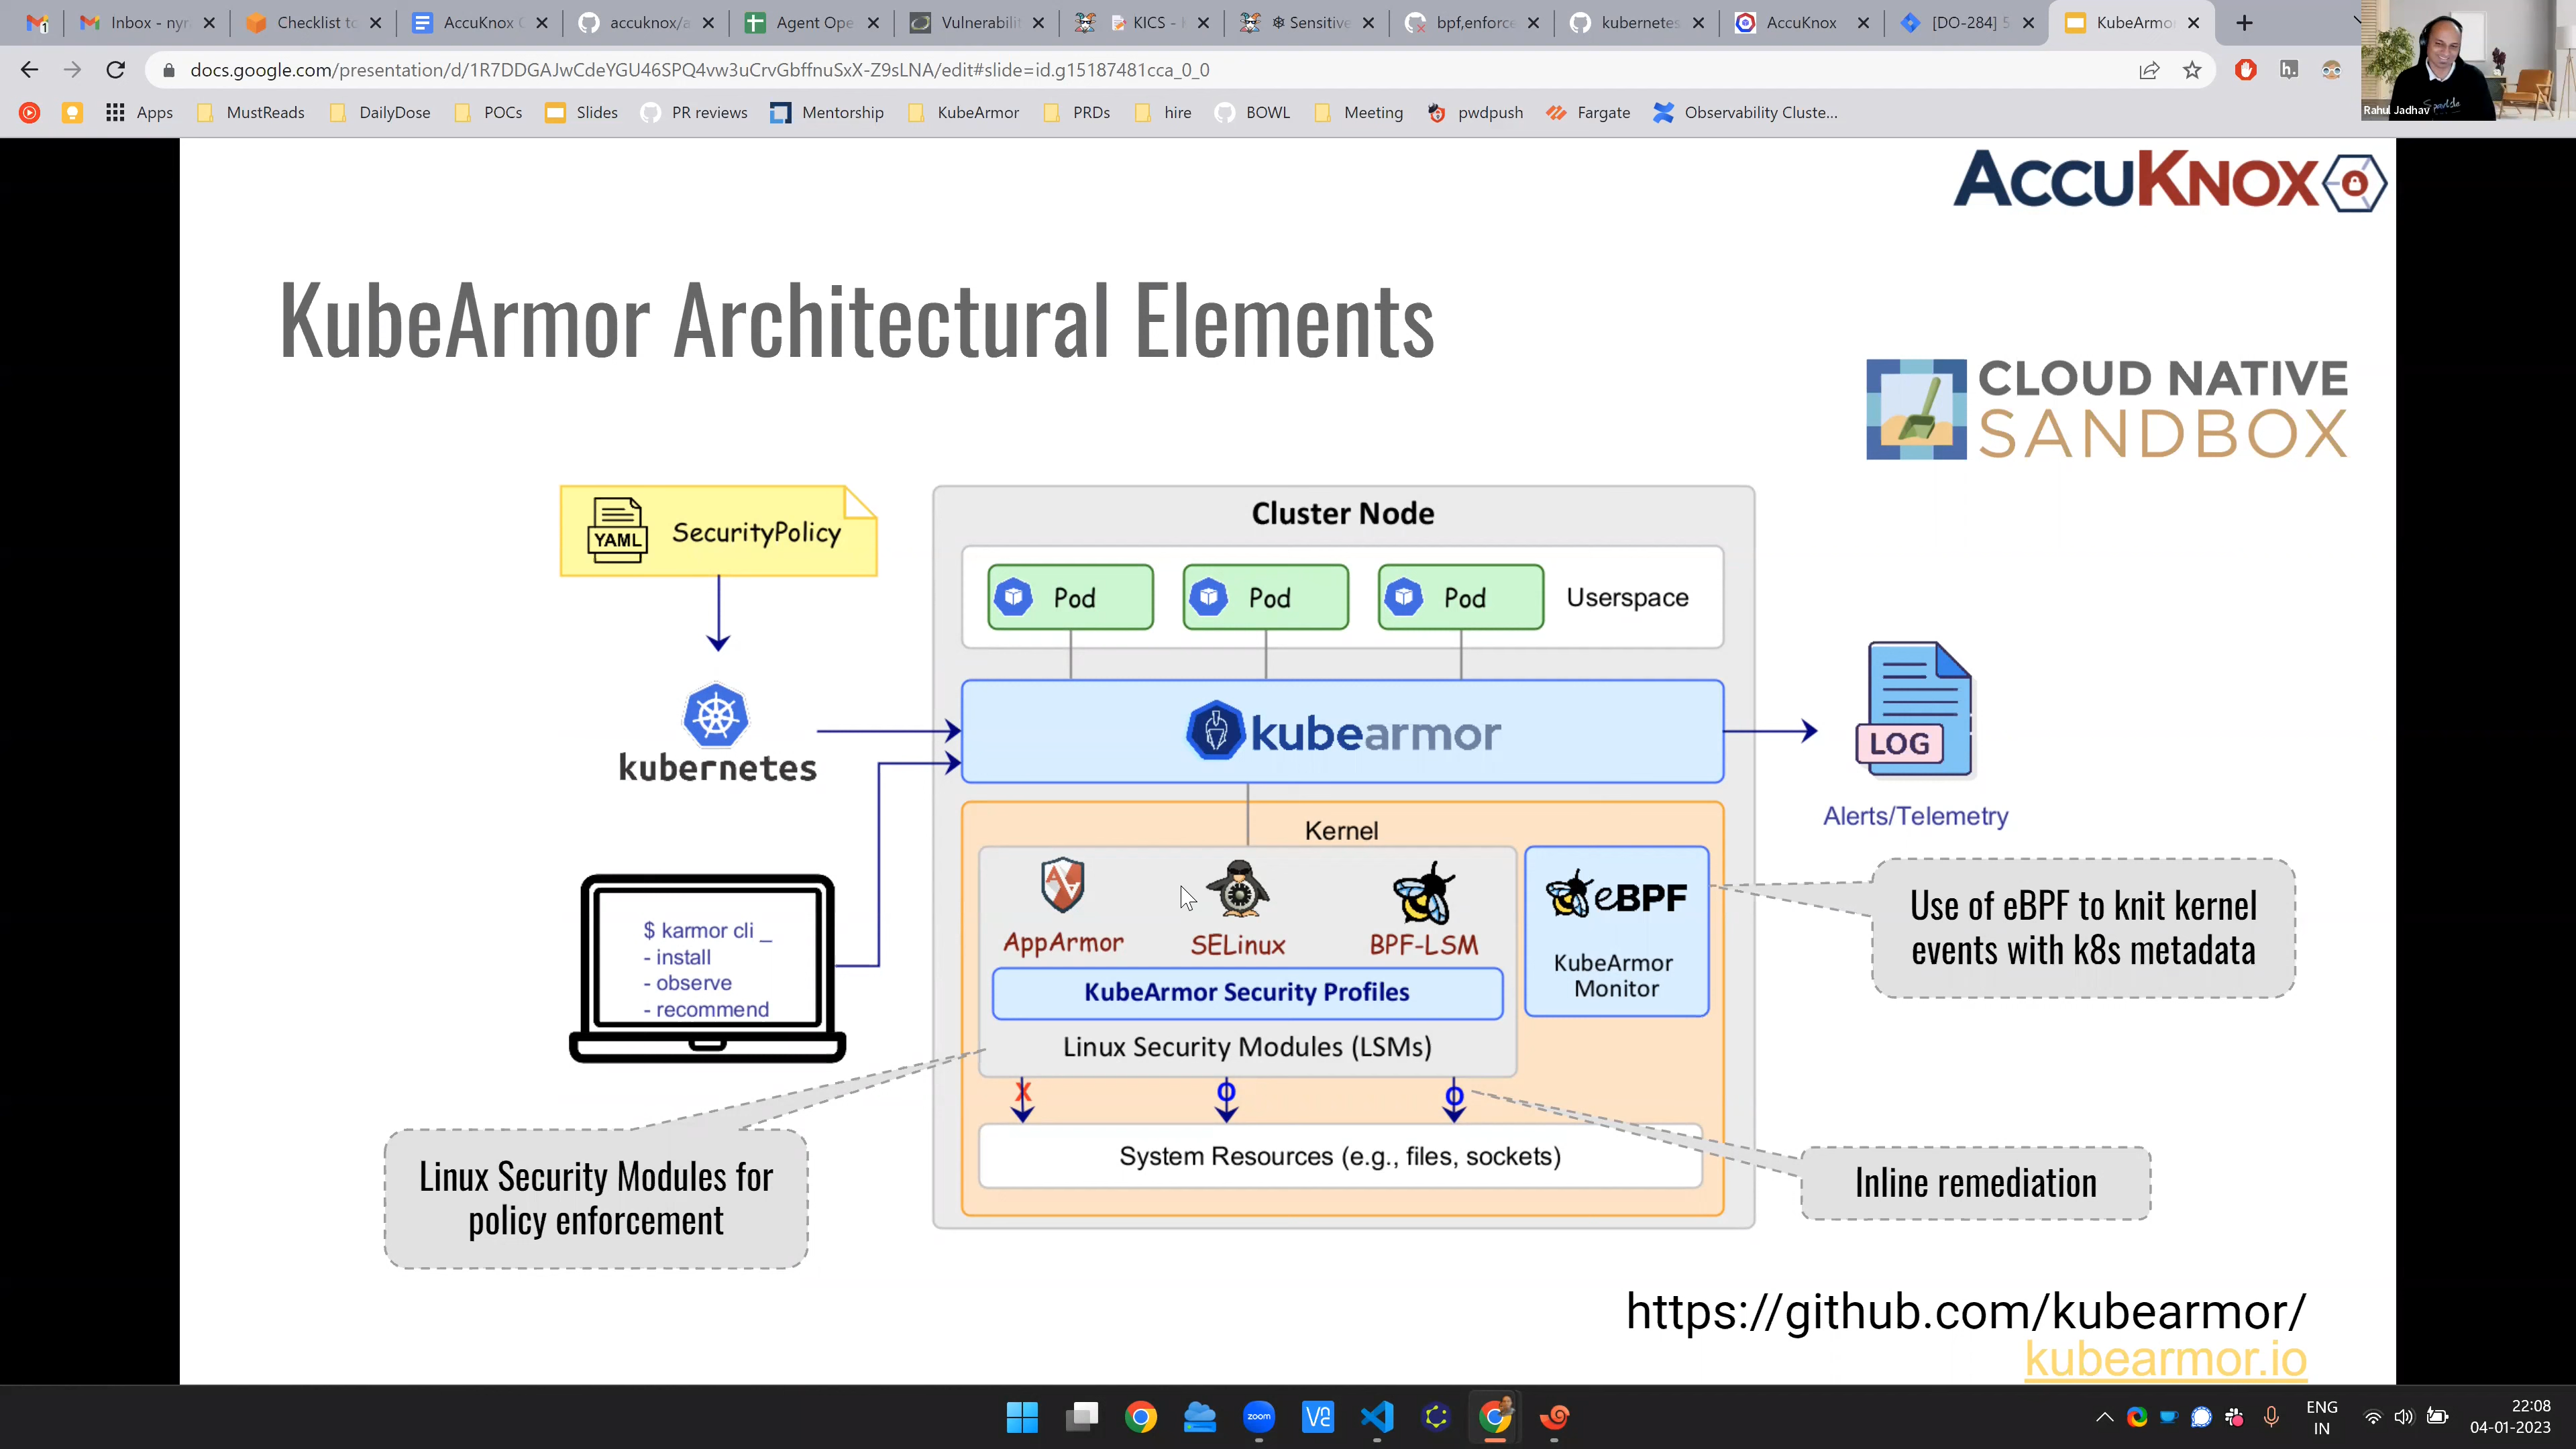 Inbox - nyr
Checklist to
AccuKnox C
accuknox/a
Agent Ope
Vulnerabilit
KICS -
Sensitive
bpf,enforce
kubernetes
AccuKnox
[DO-284] 5
KubeArmo
docs.google.com/presentation/d/1R7DDGAJwCdeYGU46SPQ4vw3uCrvGbffnuSxX-Z9sLNA/edit#slide=id.g15187481cca_0_0
Apps
MustReads
DailyDose
POCs
Slides
PR reviews
Mentorship
KubeArmor
PRDs
hire
BOWL
Meeting
pwdpush
Fargate
Observability Cluste...
Rahul Jadhav
ACCUKNOX
KubeArmor Architectural Elements
CLOUD NATIVE
SANDBOX
YAML
SecurityPolicy
Cluster Node
Pod
Pod
Pod
Userspace
kubernetes
kubearmor
LOG
Alerts/Telemetry
$ karmor cli _
- install
- observe
- recommend
Kernel
AppArmor
SELinux
BPF-LSM
eBPF
KubeArmor
Monitor
KubeArmor Security Profiles
Linux Security Modules (LSMs)
Use of eBPF to knit kernel
events with k8s metadata
X
O
O
System Resources (e.g., files, sockets)
Linux Security Modules for
policy enforcement
Inline remediation
https://github.com/kubearmor/
kubearmor.io
zoom
ENG
IN
22:08
04-01-2023